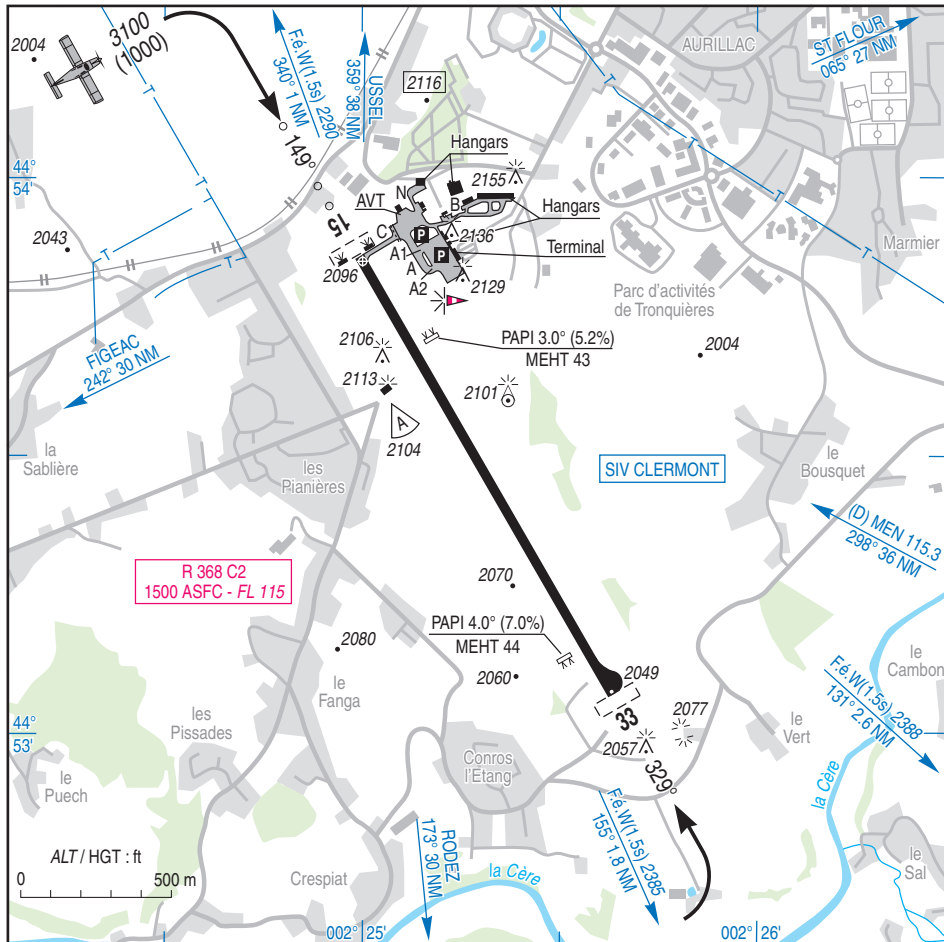 2004
3100
(1000)
F.é.W(1.5s) 2290
340° 1 NM
USSEL
359° 38 NM
2116
AURILLAC
ST FLOUR
065° 27 NM
T
T
149°
Hangars
44°
54'
2155
N
AVT
B
Hangars
15
C
P
2136
T
T
A1
P
Terminal
2043
2096
A
A2
2129
T
Marmier
Parc d'activités
de Tronquières
PAPI 3.0° (5.2%)
MEHT 43
2004
2106
FIGEAC
242° 30 NM
2113
2101
A
2104
la
Sablière
les
Pianières
SIV CLERMONT
le
Bousquet
(D) MEN 115.3
298° 36 NM
R 368 C2
1500 ASFC - FL 115
2070
PAPI 4.0° (7.0%)
MEHT 44
2080
2060
2049
le
Cambon
F.é.W(1.5s) 2388
131° 2.6 NM
le
Fanga
33
2077
les
Pissades
44°
53'
2057
le
Vert
329°
le
Puech
Conros
l'Etang
la Cère
F.é.W(1.5s) 2385
155° 1.8 NM
RODEZ
173° 30 NM
ALT / HGT : ft
0 500 m
Crespiat
la Cère
le
Sal
002° 25'
002° 26'